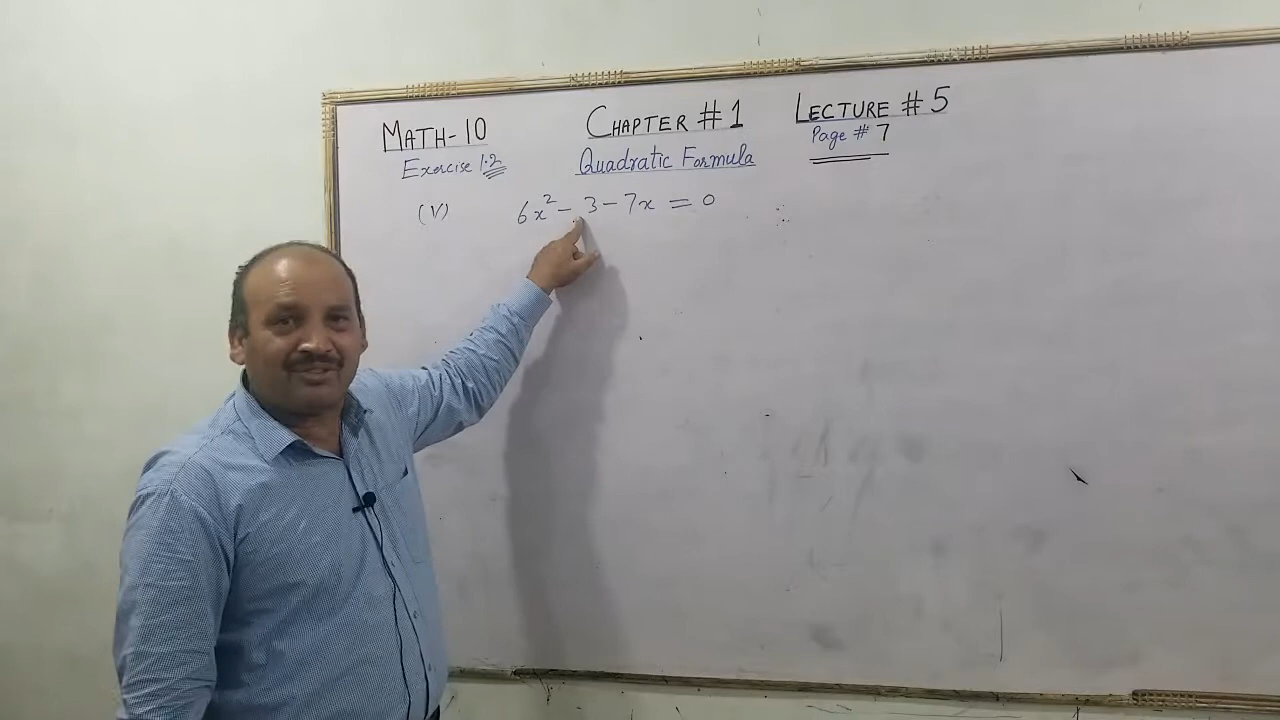 MATH-10 CHAPTER #1 LECTURE #5
Exercise 1.2 Quadratic Formula Page # 7
(V) 6x² - 3 - 7x = 0